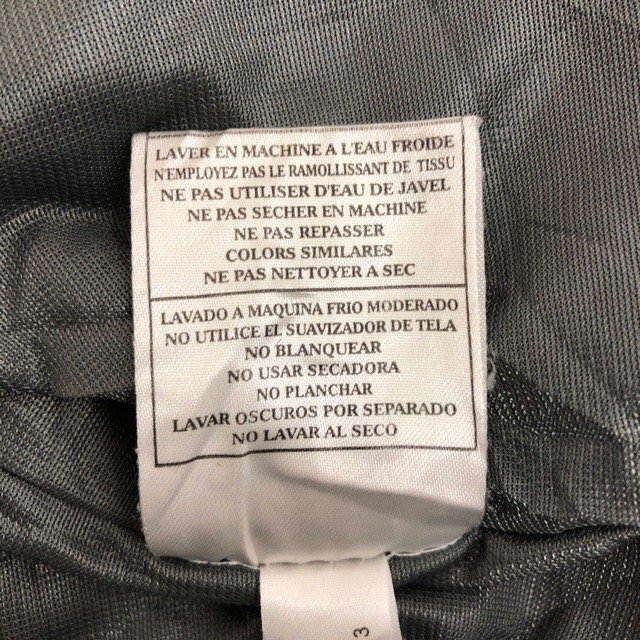 LAVER EN MACHINE A L'EAU FROIDE
N'EMPLOYEZ PAS LE RAMOLLISSANT DE TISSU
NE PAS UTILISER D'EAU DE JAVEL
NE PAS SECHER EN MACHINE
NE PAS REPASSER
COLORS SIMILARES
NE PAS NETTOYER A SEC
LAVADO A MAQUINA FRIO MODERADO
NO UTILICE EL SUAVIZADOR DE TELA
NO BLANQUEAR
NO USAR SECADORA
NO PLANCHAR
LAVAR OSCUROS POR SEPARADO
NO LAVAR AL SECO
3